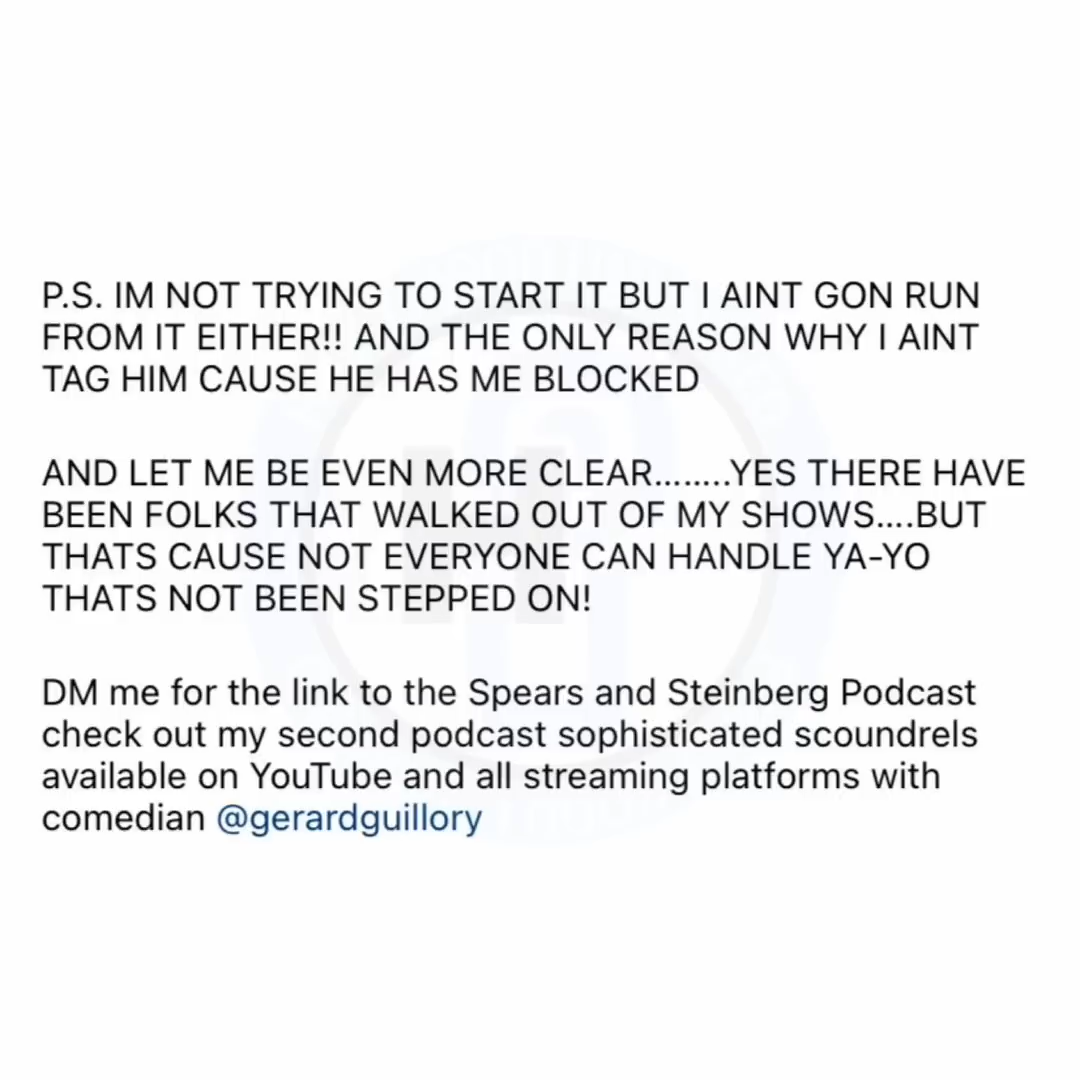 P.S. IM NOT TRYING TO START IT BUT I AINT GON RUN
FROM IT EITHER!! AND THE ONLY REASON WHY I AINT
TAG HIM CAUSE HE HAS ME BLOCKED
AND LET ME BE EVEN MORE CLEAR........YES THERE HAVE
BEEN FOLKS THAT WALKED OUT OF MY SHOWS....BUT
THATS CAUSE NOT EVERYONE CAN HANDLE YA-YO
THATS NOT BEEN STEPPED ON!
DM me for the link to the Spears and Steinberg Podcast
check out my second podcast sophisticated scoundrels
available on YouTube and all streaming platforms with
comedian @gerardguillory